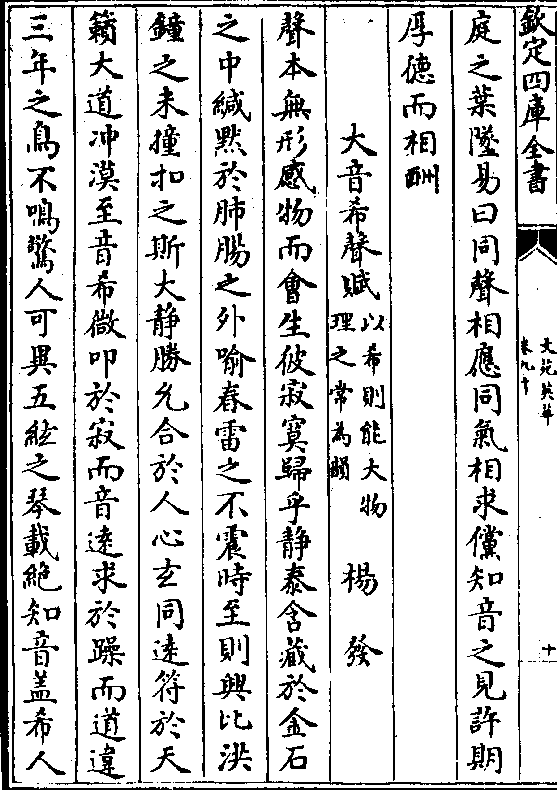 欽定四庫全書
文苑英華
卷九十
十
庭之葉墜易曰同聲相應同氣相求儻知音之見許期
厚德而相酬
大音希聲賦以希則能大物理之常為韻 楊發
聲本無形感物而會生彼寂寞歸乎静泰含藏於金石
之中緘黙於肺腸之外喻春雷之不震時至則興比洪
鐘之未撞扣之斯大静勝允合於人心玄同逺符於天
籟大道冲漠至音希微叩於寂而音逺求於躁而道違
三年之鳥不鳴驚人可異五絃之琴載絶知音盖希人